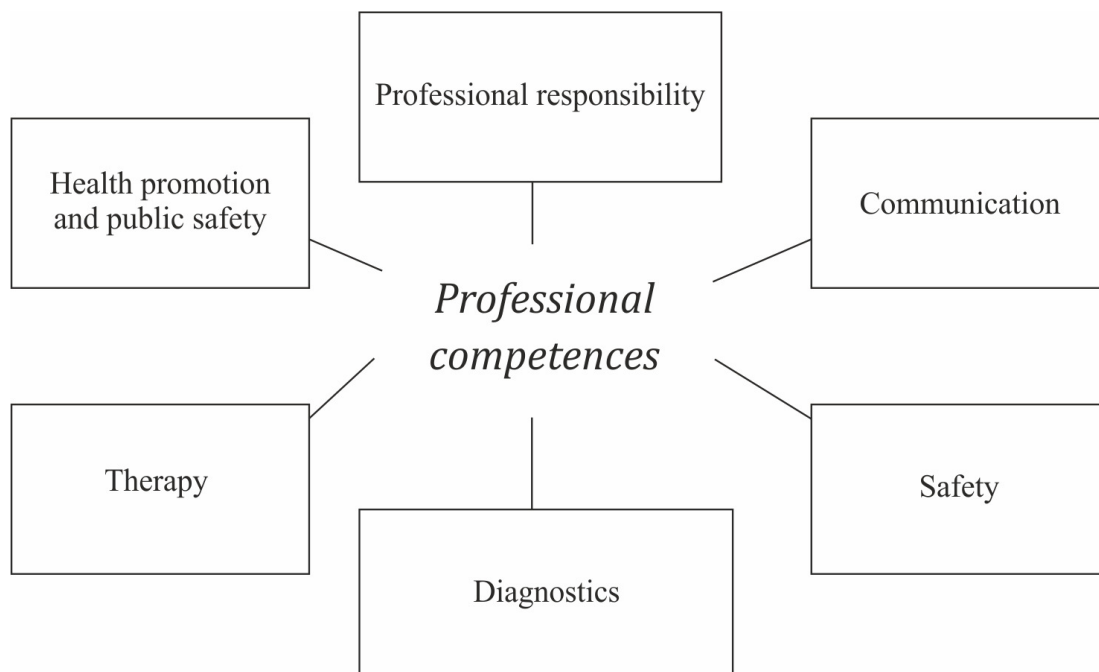 Professional responsibility
Health promotion
and public safety
Communication
Professional
competences
Therapy
Safety
Diagnostics